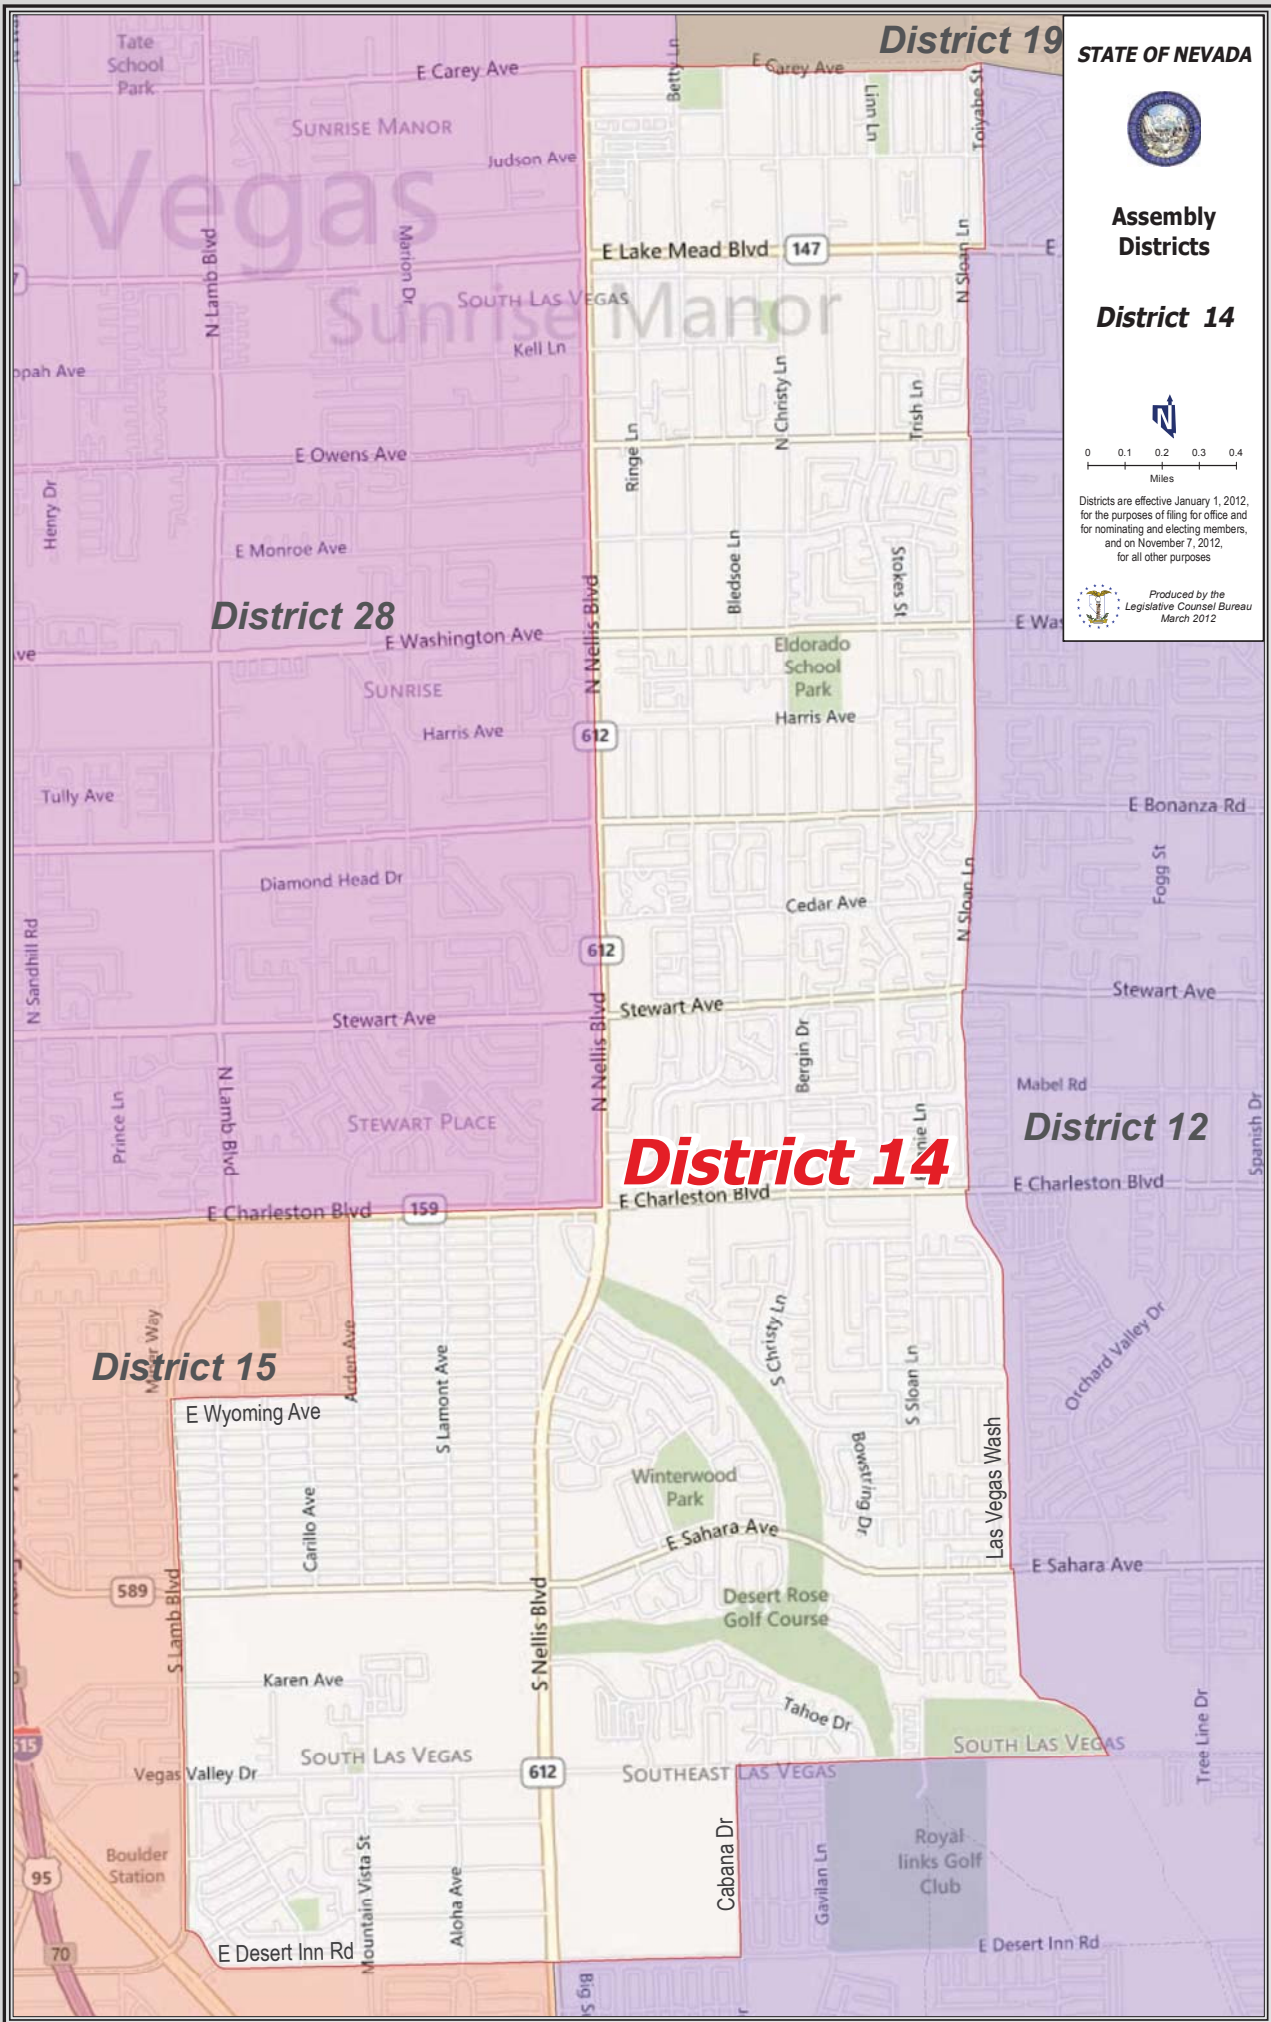 District 19
STATE OF NEVADA
Assembly
Districts
District 14
N
0 0.1 0.2 0.3 0.4
Miles
Districts are effective January 1, 2012,
for the purposes of filing for office and
for nominating and electing members,
and on November 7, 2012,
for all other purposes
Produced by the
Legislative Counsel Bureau
March 2012
Tate
School
Park
E Carey Ave
Betty Ln
E Carey Ave
Linn Ln
Toiyabe St
SUNRISE MANOR
Judson Ave
Vegas
N Lamb Blvd
Marion Dr
E Lake Mead Blvd
147
N Sloan Ln
E
SOUTH LAS VEGAS
Sunrise Manor
Kell Ln
opah Ave
N Christy Ln
Trish Ln
E Owens Ave
Ringe Ln
Henry Dr
E Monroe Ave
Bledsoe Ln
Stokes St
District 28
N Nellis Blvd
E Washington Ave
E Was
ve
Eldorado
School
Park
SUNRISE
Harris Ave
Harris Ave
612
Tully Ave
E Bonanza Rd
Diamond Head Dr
Cedar Ave
N Sloan Ln
Fogg St
N Sandhill Rd
612
Stewart Ave
N Nellis Blvd
Stewart Ave
Stewart Ave
Bergin Dr
Mabel Rd
Prince Ln
N Lamb Blvd
STEWART PLACE
District 14
nie Ln
District 12
Spanish Dr
E Charleston Blvd
159
E Charleston Blvd
E Charleston Blvd
District 15
Arden Ave
S Lamont Ave
S Christy Ln
S Sloan Ln
Orchard Valley Dr
E Wyoming Ave
Carillo Ave
Winterwood
Park
Bowstring Dr
Las Vegas Wash
E Sahara Ave
E Sahara Ave
589
S Lamb Blvd
S Nellis Blvd
Desert Rose
Golf Course
Karen Ave
Tahoe Dr
Tree Line Dr
515
SOUTH LAS VEGAS
SOUTH LAS VEGAS
Vegas Valley Dr
612
SOUTHEAST LAS VEGAS
Boulder
Station
Mountain Vista St
Aloha Ave
Cabana Dr
Gavilan Ln
Royal
links Golf
Club
95
70
E Desert Inn Rd
E Desert Inn Rd
Big S